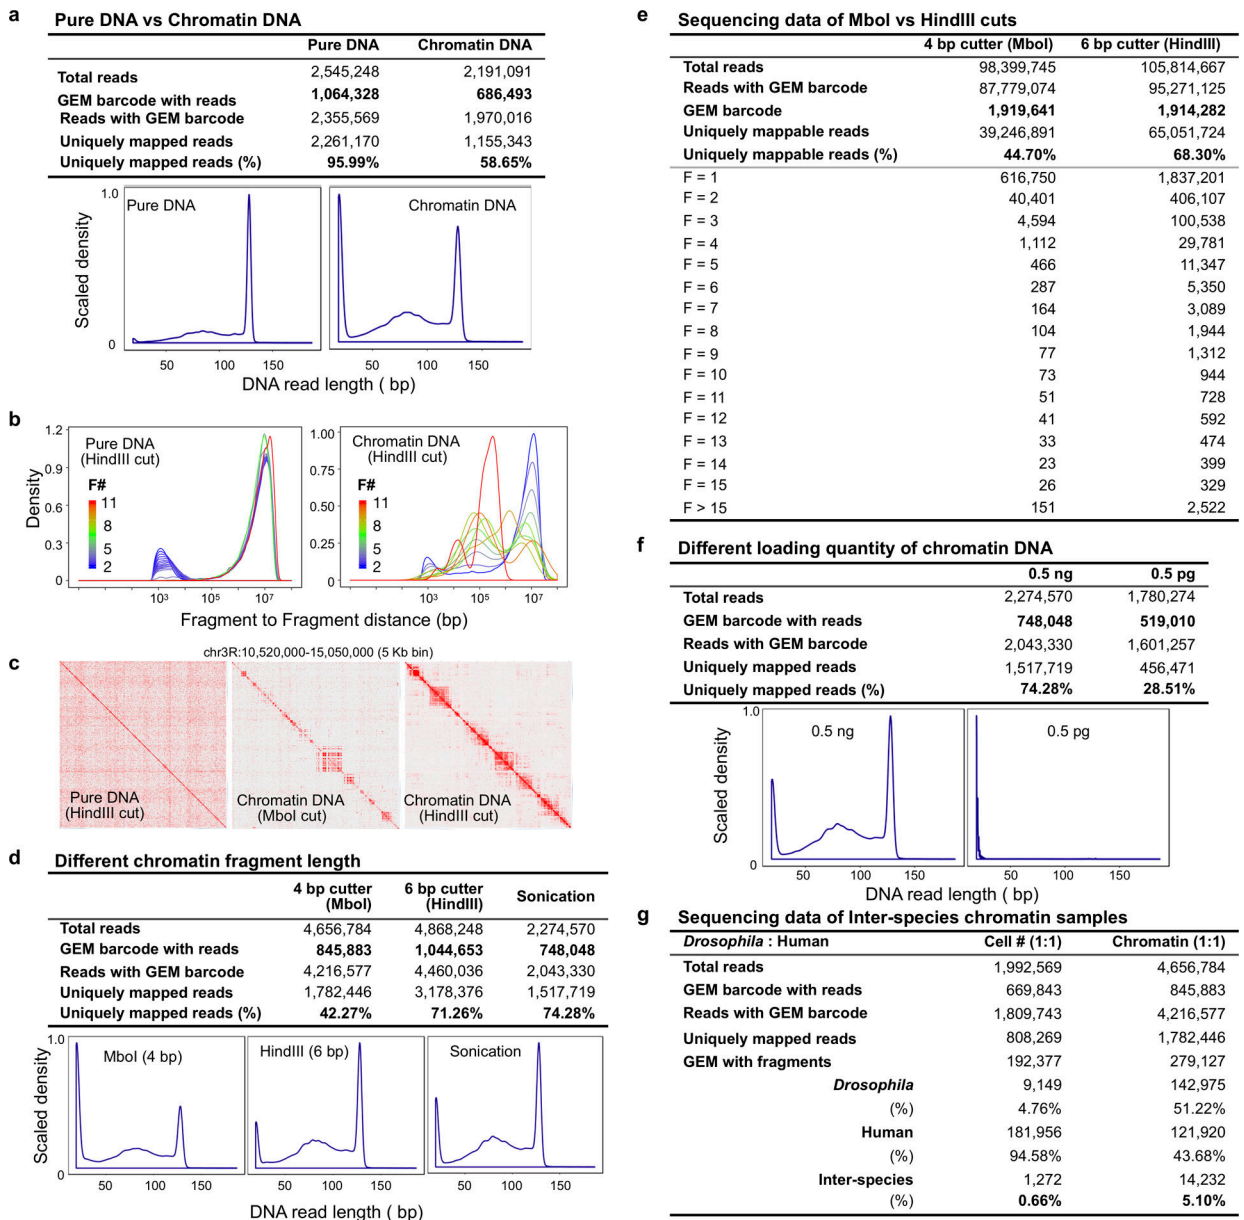 a Pure DNA vs Chromatin DNA
Pure DNA Chromatin DNA
Total reads 2,545,248 2,191,091
GEM barcode with reads 1,064,328 686,493
Reads with GEM barcode 2,355,569 1,970,016
Uniquely mapped reads 2,261,170 1,155,343
Uniquely mapped reads (%) 95.99% 58.65%
1.0
Pure DNA Chromatin DNA
Scaled density
0
50 100 150 50 100 150
DNA read length ( bp)
b
1.2 1.00
Pure DNA Chromatin DNA
(HindIII cut) (HindIII cut)
0.9 0.75
F# F#
11 11
0.6 0.50
8 8
5 5
0.3 0.25
2 2
0 0
Density
10³ 10⁵ 10⁷ 10³ 10⁵ 10⁷
Fragment to Fragment distance (bp)
c chr3R:10,520,000-15,050,000 (5 Kb bin)
Pure DNA Chromatin DNA Chromatin DNA
(HindIII cut) (MboI cut) (HindIII cut)
d Different chromatin fragment length
4 bp cutter 6 bp cutter Sonication
(MboI) (HindIII)
Total reads 4,656,784 4,868,248 2,274,570
GEM barcode with reads 845,883 1,044,653 748,048
Reads with GEM barcode 4,216,577 4,460,036 2,043,330
Uniquely mapped reads 1,782,446 3,178,376 1,517,719
Uniquely mapped reads (%) 42.27% 71.26% 74.28%
1.0
MboI (4 bp) HindIII (6 bp) Sonication
Scaled density
0
50 100 150 50 100 150 50 100 150
DNA read length ( bp)
e Sequencing data of MboI vs HindIII cuts
4 bp cutter (MboI) 6 bp cutter (HindIII)
Total reads 98,399,745 105,814,667
Reads with GEM barcode 87,779,074 95,271,125
GEM barcode 1,919,641 1,914,282
Uniquely mappable reads 39,246,891 65,051,724
Uniquely mappable reads (%) 44.70% 68.30%
F = 1 616,750 1,837,201
F = 2 40,401 406,107
F = 3 4,594 100,538
F = 4 1,112 29,781
F = 5 466 11,347
F = 6 287 5,350
F = 7 164 3,089
F = 8 104 1,944
F = 9 77 1,312
F = 10 73 944
F = 11 51 728
F = 12 41 592
F = 13 33 474
F = 14 23 399
F = 15 26 329
F > 15 151 2,522
f Different loading quantity of chromatin DNA
0.5 ng 0.5 pg
Total reads 2,274,570 1,780,274
GEM barcode with reads 748,048 519,010
Reads with GEM barcode 2,043,330 1,601,257
Uniquely mapped reads 1,517,719 456,471
Uniquely mapped reads (%) 74.28% 28.51%
1.0
0.5 ng 0.5 pg
Scaled density
0
50 100 150 50 100 150
DNA read length ( bp)
g Sequencing data of Inter-species chromatin samples
Drosophila : Human Cell # (1:1) Chromatin (1:1)
Total reads 1,992,569 4,656,784
GEM barcode with reads 669,843 845,883
Reads with GEM barcode 1,809,743 4,216,577
Uniquely mapped reads 808,269 1,782,446
GEM with fragments 192,377 279,127
Drosophila 9,149 142,975
(%) 4.76% 51.22%
Human 181,956 121,920
(%) 94.58% 43.68%
Inter-species 1,272 14,232
(%) 0.66% 5.10%